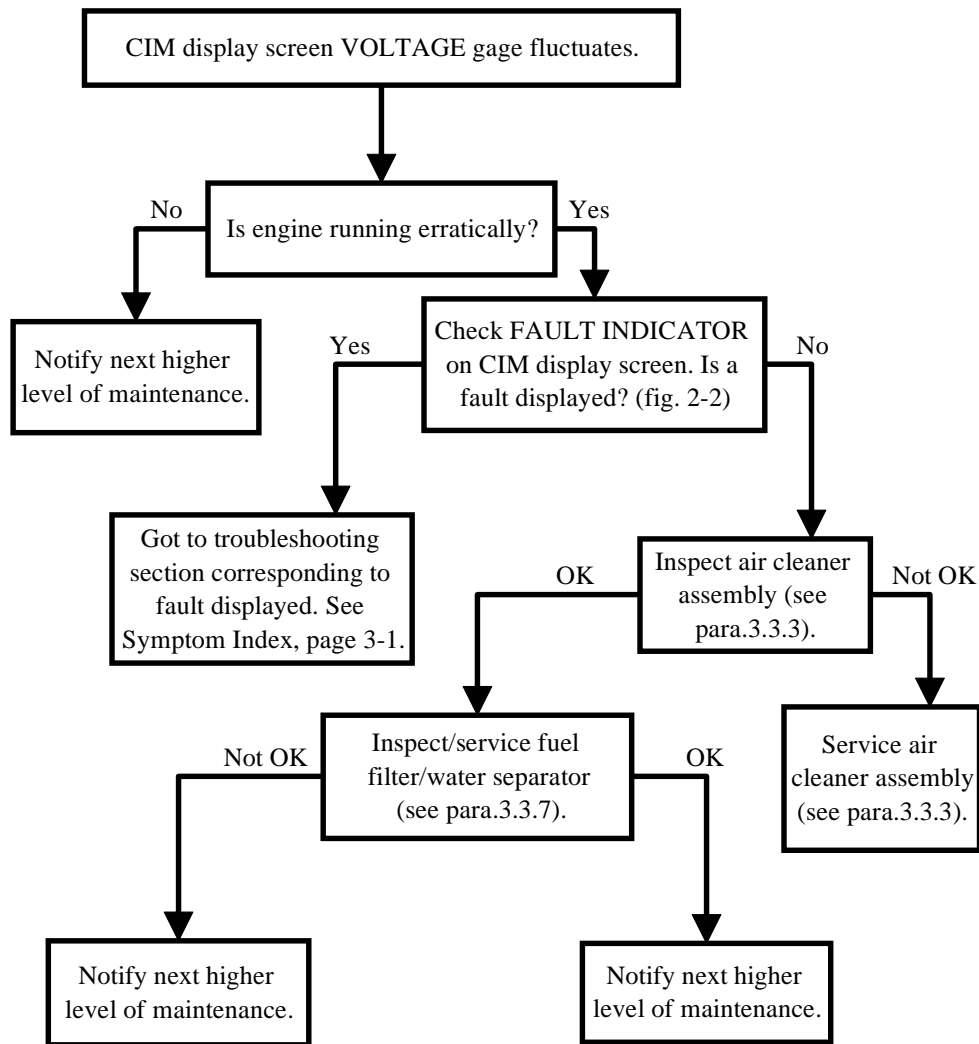 CIM display screen VOLTAGE gage fluctuates.
No
Yes
Is engine running erratically?
Notify next higher
level of maintenance.
Yes
Check FAULT INDICATOR
on CIM display screen. Is a
fault displayed? (fig. 2-2)
No
Got to troubleshooting
section corresponding to
fault displayed. See
Symptom Index, page 3-1.
OK
Inspect air cleaner
assembly (see
para.3.3.3).
Not OK
Not OK
Inspect/service fuel
filter/water separator
(see para.3.3.7).
OK
Service air
cleaner assembly
(see para.3.3.3).
Notify next higher
level of maintenance.
Notify next higher
level of maintenance.